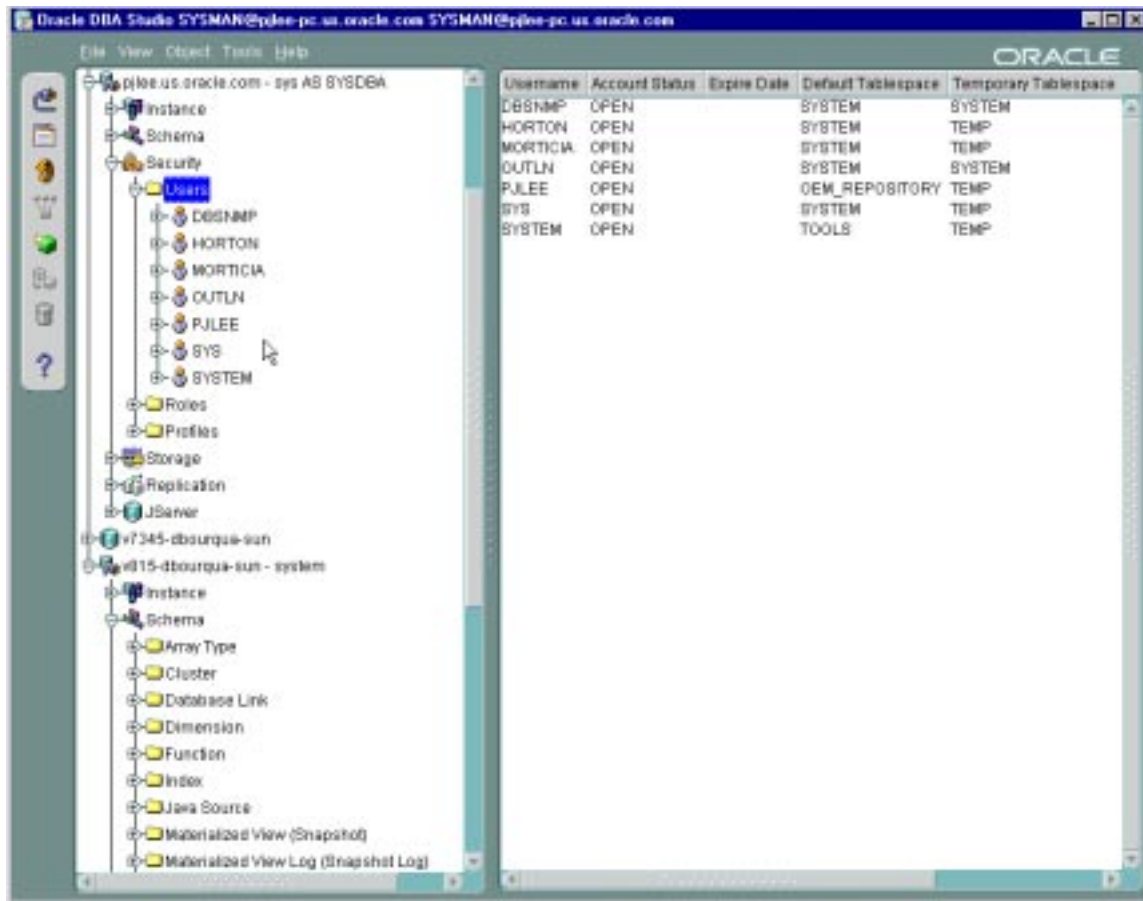 Oracle DBA Studio SYSMAN@pjlee-pc.us.oracle.com SYSMAN@pjlee-pc.us.oracle.com
File View Object Tools Help
ORACLE
pjlee.us.oracle.com - sys AS SYSDBA
Instance
Schema
Security
Users
DBSNMP
HORTON
MORTICIA
OUTLN
PJLEE
SYS
SYSTEM
Roles
Profiles
Storage
Replication
JServer
v7345-dbourqua-sun
v815-dbourqua-sun - system
Instance
Schema
Array Type
Cluster
Database Link
Dimension
Function
Index
Java Source
Materialized View (Snapshot)
Materialized View Log (Snapshot Log)
Username Account Status Expire Date Default Tablespace Temporary Tablespace
DBSNMP OPEN SYSTEM SYSTEM
HORTON OPEN SYSTEM TEMP
MORTICIA OPEN SYSTEM TEMP
OUTLN OPEN SYSTEM SYSTEM
PJLEE OPEN OEM_REPOSITORY TEMP
SYS OPEN SYSTEM TEMP
SYSTEM OPEN TOOLS TEMP
?